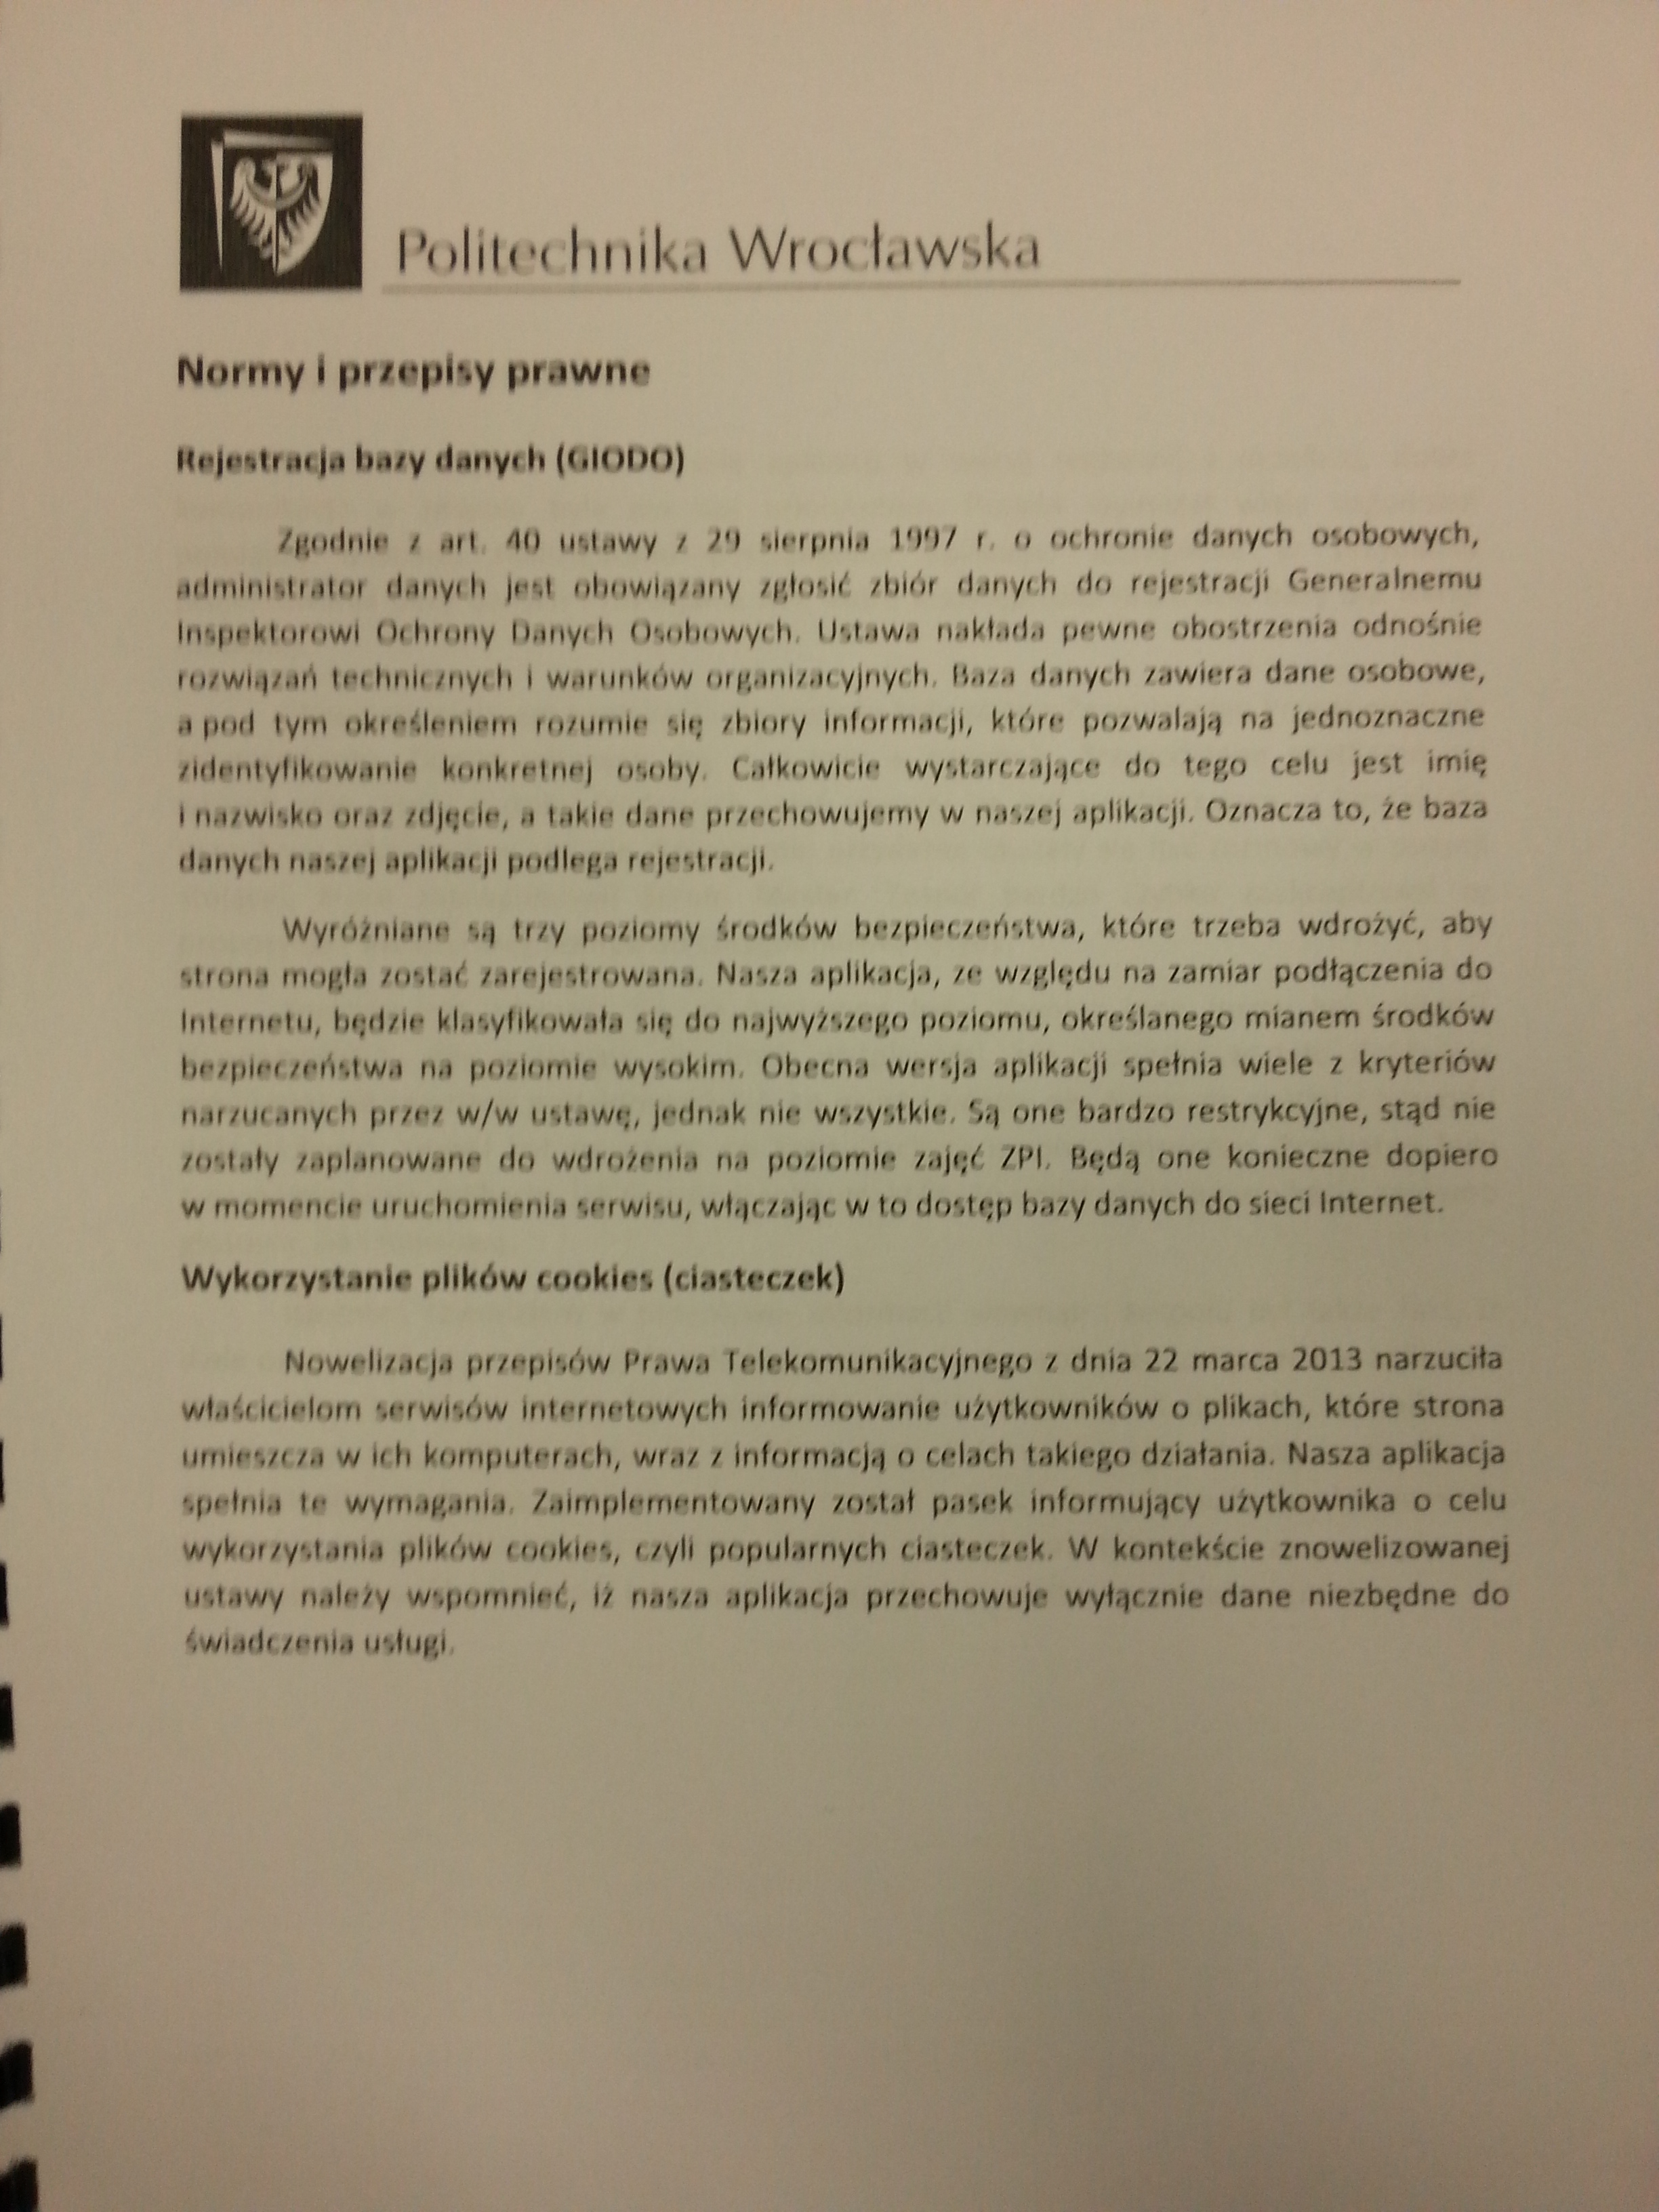 Politechnika Wrocławska
Normy i przepisy prawne
Rejestracja bazy danych (GIODO)
Zgodnie z art. 40 ustawy z 29 sierpnia 1997 r. o ochronie danych osobowych,
administrator danych jest obowiązany zgłosić zbiór danych do rejestracji Generalnemu
Inspektorowi Ochrony Danych Osobowych. Ustawa nakłada pewne obostrzenia odnośnie
rozwiązań technicznych i warunków organizacyjnych. Baza danych zawiera dane osobowe,
a pod tym określeniem rozumie się zbiory informacji, które pozwalają na jednoznaczne
zidentyfikowanie konkretnej osoby. Całkowicie wystarczające do tego celu jest imię
i nazwisko oraz zdjęcie, a takie dane przechowujemy w naszej aplikacji. Oznacza to, że baza
danych naszej aplikacji podlega rejestracji.
Wyróżniane są trzy poziomy środków bezpieczeństwa, które trzeba wdrożyć, aby
strona mogła zostać zarejestrowana. Nasza aplikacja, ze względu na zamiar podłączenia do
Internetu, będzie klasyfikowała się do najwyższego poziomu, określanego mianem środków
bezpieczeństwa na poziomie wysokim. Obecna wersja aplikacji spełnia wiele z kryteriów
narzucanych przez w/w ustawę, jednak nie wszystkie. Są one bardzo restrykcyjne, stąd nie
zostały zaplanowane do wdrożenia na poziomie zajęć ZPI. Będą one konieczne dopiero
w momencie uruchomienia serwisu, włączając w to dostęp bazy danych do sieci Internet.
Wykorzystanie plików cookies (ciasteczek)
Nowelizacja przepisów Prawa Telekomunikacyjnego z dnia 22 marca 2013 narzuciła
właścicielom serwisów internetowych informowanie użytkowników o plikach, które strona
umieszcza w ich komputerach, wraz z informacją o celach takiego działania. Nasza aplikacja
spełnia te wymagania. Zaimplementowany został pasek informujący użytkownika o celu
wykorzystania plików cookies, czyli popularnych ciasteczek. W kontekście znowelizowanej
ustawy należy wspomnieć, iż nasza aplikacja przechowuje wyłącznie dane niezbędne do
świadczenia usługi.